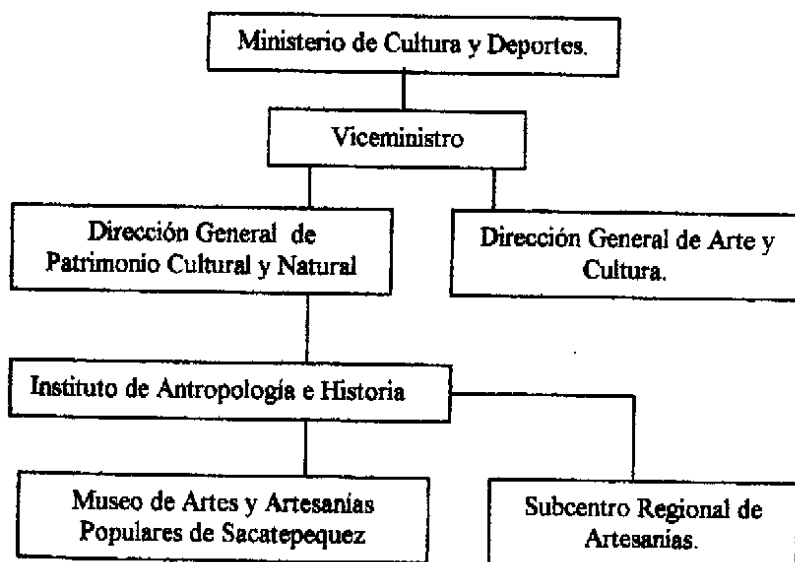 Ministerio de Cultura y Deportes.
Viceministro
Dirección General de
Patrimonio Cultural y Natural
Dirección General de Arte y
Cultura.
Instituto de Antropología e Historia
Museo de Artes y Artesanías
Populares de Sacatepequez
Subcentro Regional de
Artesanías.